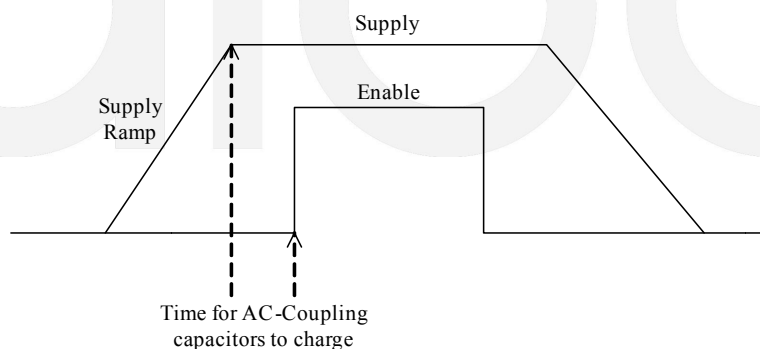 Supply
Enable
Supply
Ramp
Time for AC-Coupling
capacitors to charge